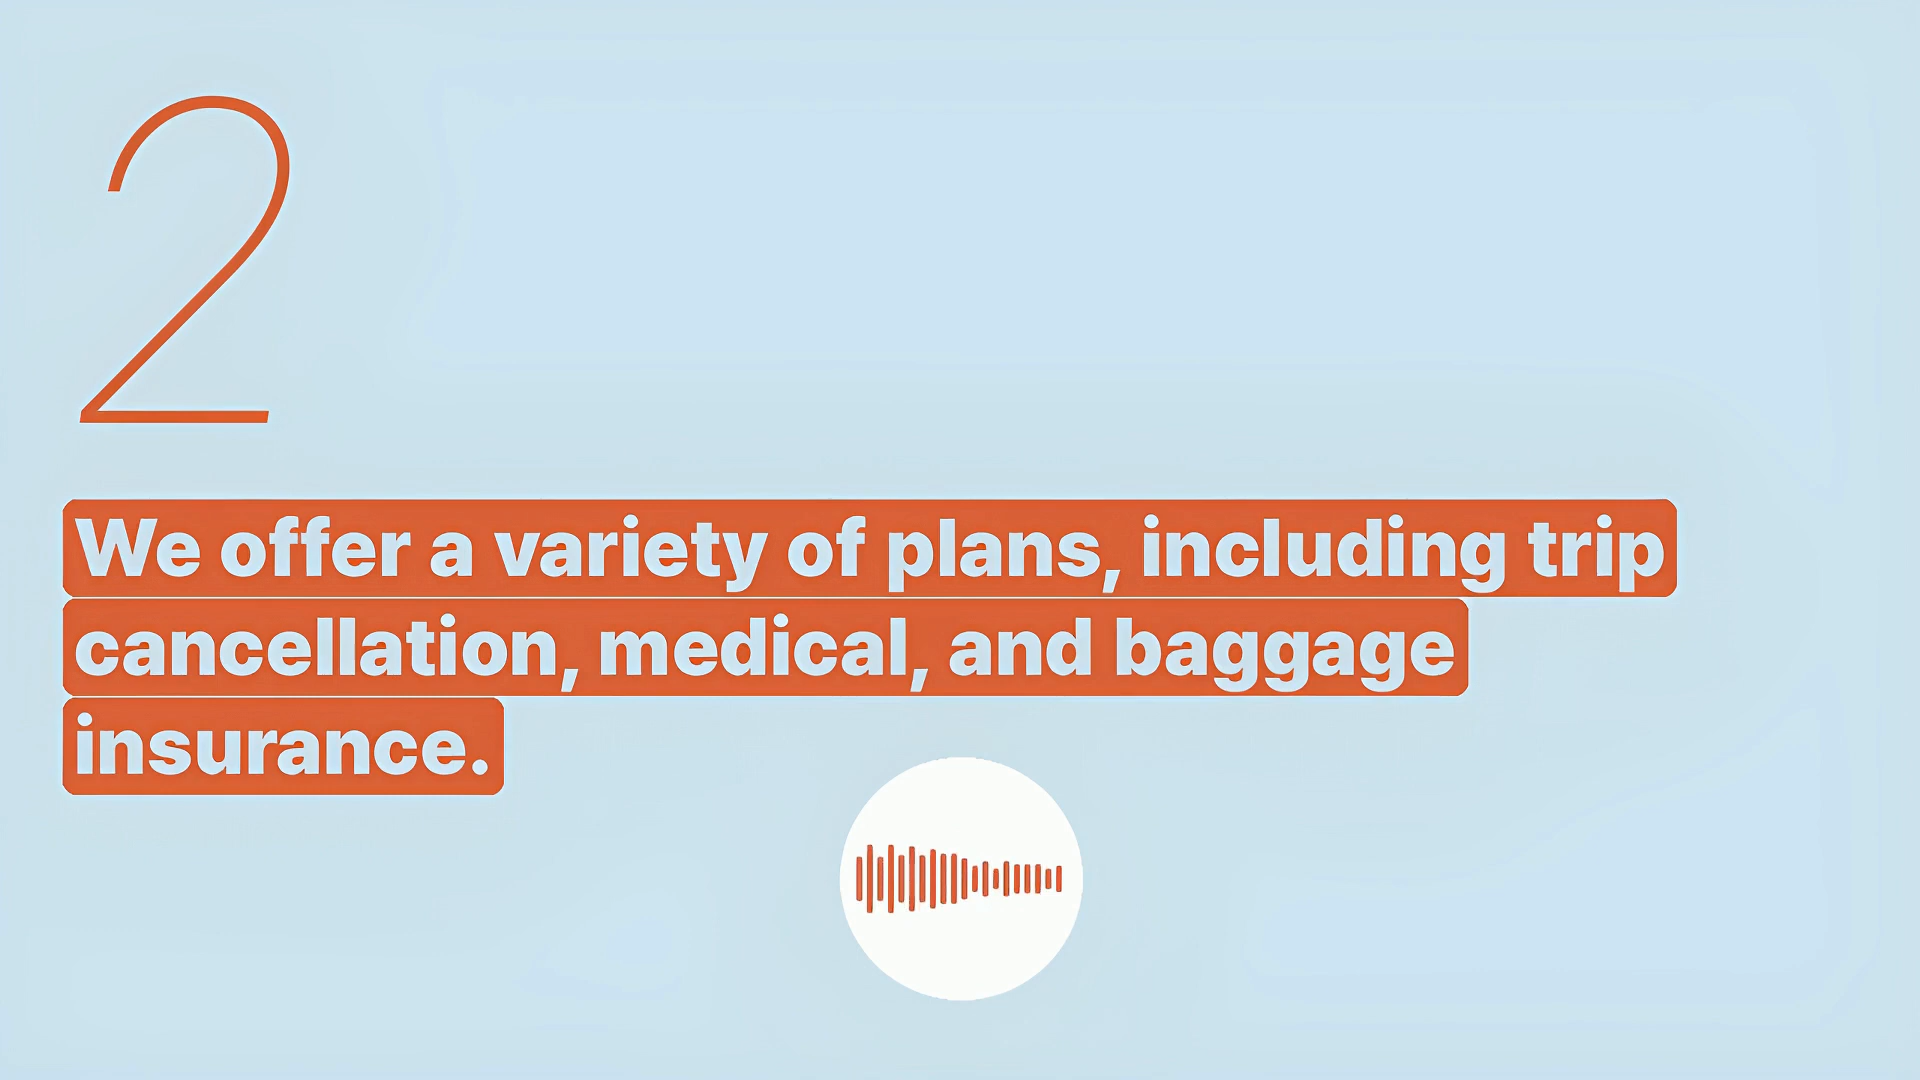 2
We offer a variety of plans, including trip
cancellation, medical, and baggage
insurance.